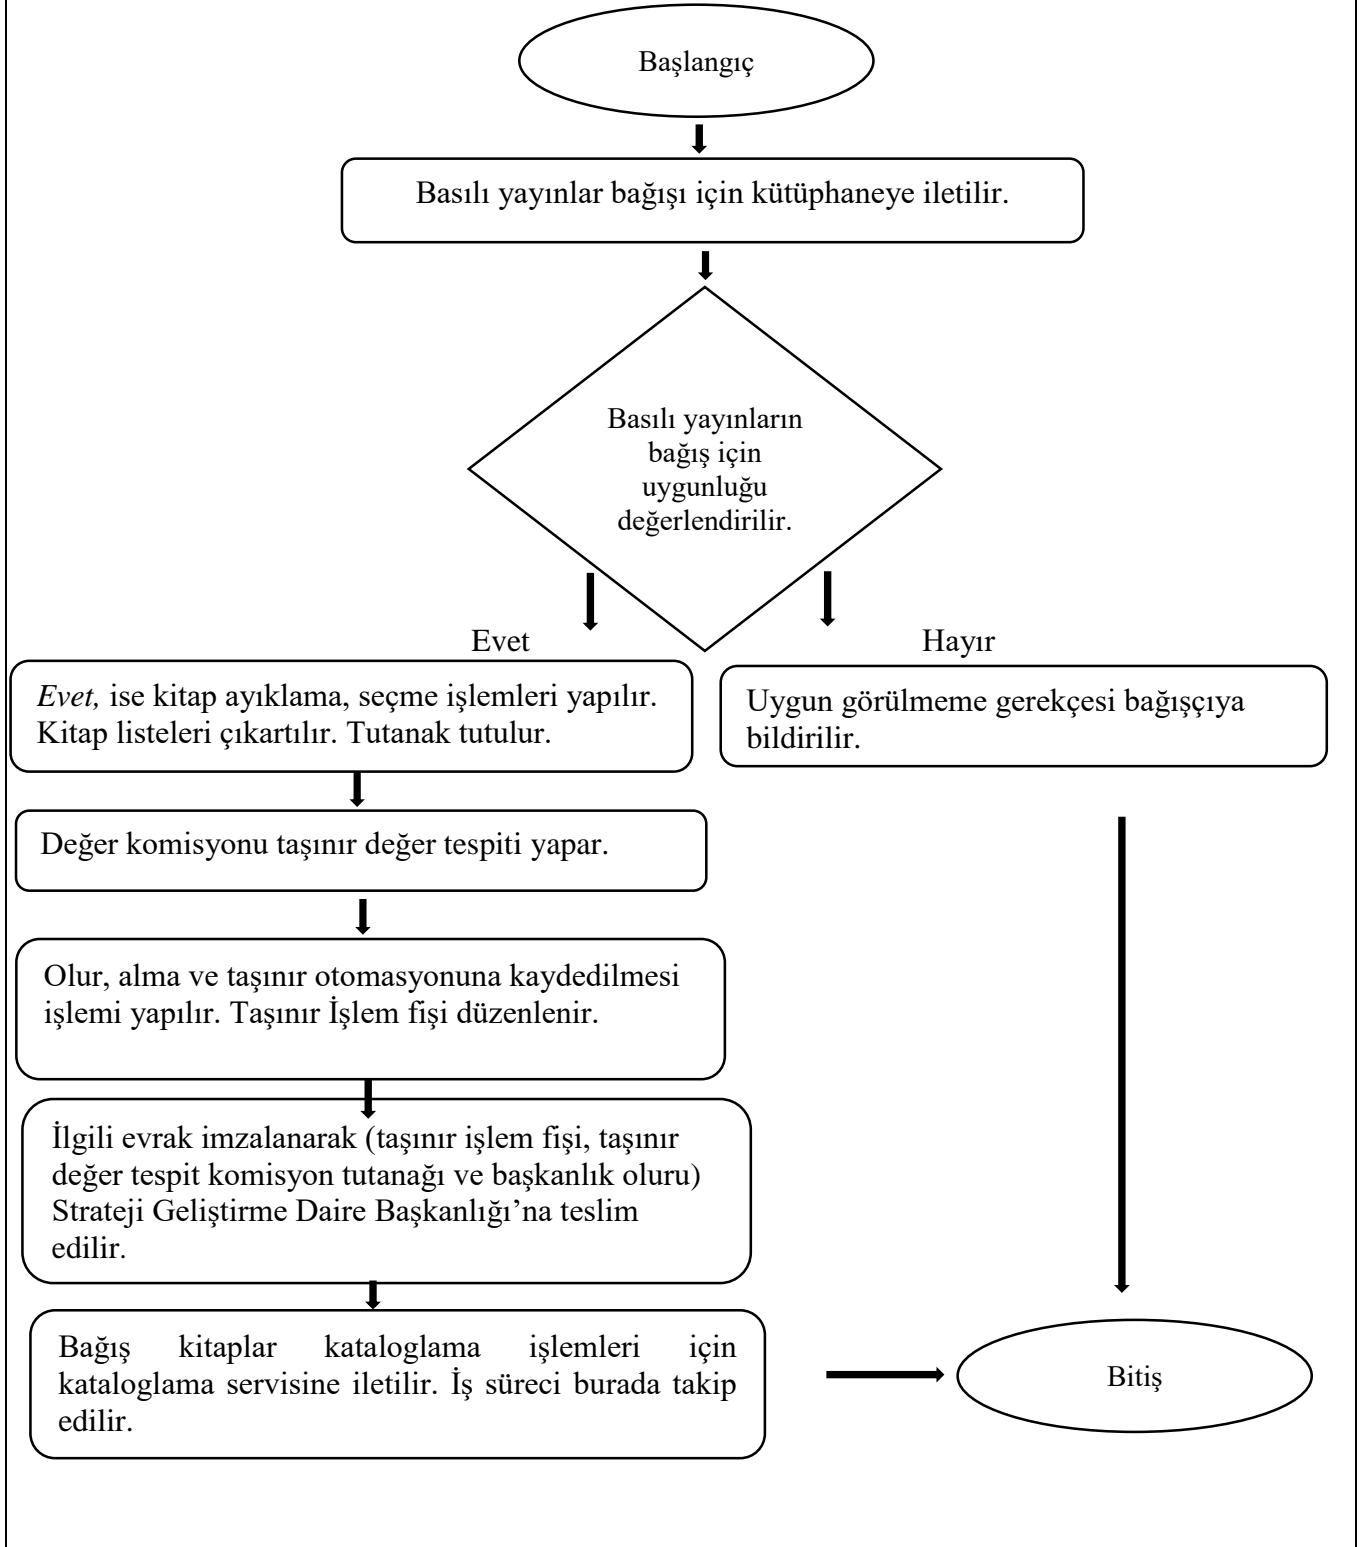 Başlangıç
Basılı yayınlar bağışı için kütüphaneye iletilir.
Basılı yayınların
bağış için
uygunluğu
değerlendirilir.
Evet
Hayır
Evet, ise kitap ayıklama, seçme işlemleri yapılır.
Kitap listeleri çıkartılır. Tutanak tutulur.
Uygun görülmeme gerekçesi bağışçıya
bildirilir.
Değer komisyonu taşınır değer tespiti yapar.
Olur, alma ve taşınır otomasyonuna kaydedilmesi
işlemi yapılır. Taşınır İşlem fişi düzenlenir.
İlgili evrak imzalanarak (taşınır işlem fişi, taşınır
değer tespit komisyon tutanağı ve başkanlık oluru)
Strateji Geliştirme Daire Başkanlığı’na teslim
edilir.
Bağış kitaplar kataloglama işlemleri için
kataloglama servisine iletilir. İş süreci burada takip
edilir.
Bitiş